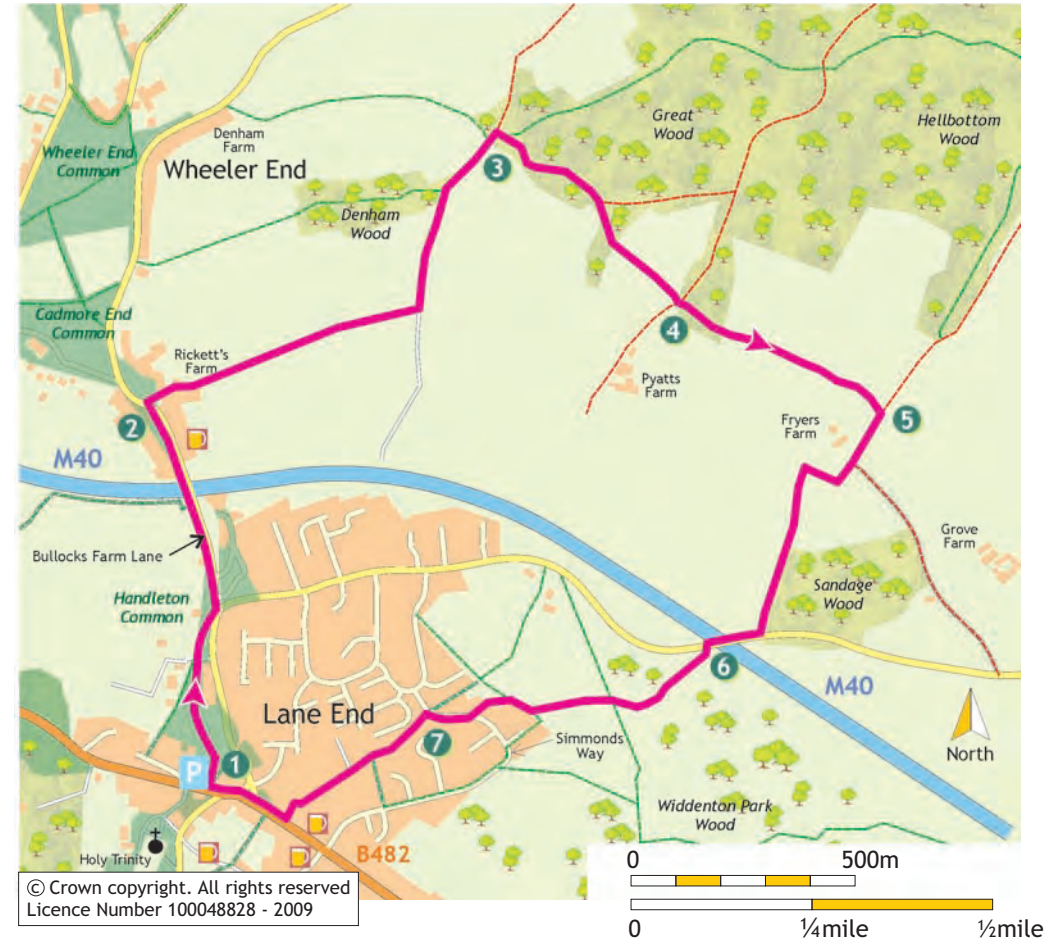 Great
Wood
Hellbottom
Wood
Denham
Farm
Wheeler End
Common
Wheeler End
3
Denham
Wood
Cadmore End
Common
4
Rickett's
Farm
Pyatts
Farm
2
Fryers
Farm
5
M40
Grove
Farm
Bullocks Farm Lane
Handleton
Common
Sandage
Wood
6
M40
Lane End
7
Simmonds
Way
North
P
1
Widdenton Park
Wood
Holy Trinity
B482
0 500m
© Crown copyright. All rights reserved
Licence Number 100048828 - 2009
0 ¼mile ½mile